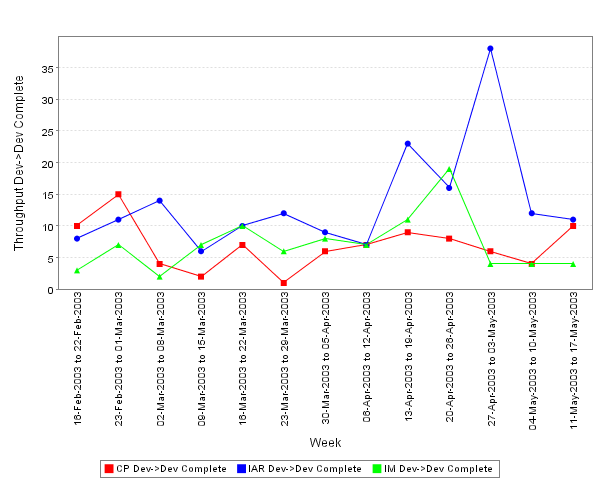 Throughput Dev->Dev Complete
35
30
25
20
15
10
5
0
16-Feb-2003 to 22-Feb-2003
23-Feb-2003 to 01-Mar-2003
02-Mar-2003 to 08-Mar-2003
09-Mar-2003 to 15-Mar-2003
16-Mar-2003 to 22-Mar-2003
23-Mar-2003 to 29-Mar-2003
30-Mar-2003 to 05-Apr-2003
06-Apr-2003 to 12-Apr-2003
13-Apr-2003 to 19-Apr-2003
20-Apr-2003 to 26-Apr-2003
27-Apr-2003 to 03-May-2003
04-May-2003 to 10-May-2003
11-May-2003 to 17-May-2003
Week
CP Dev->Dev Complete IAR Dev->Dev Complete IM Dev->Dev Complete